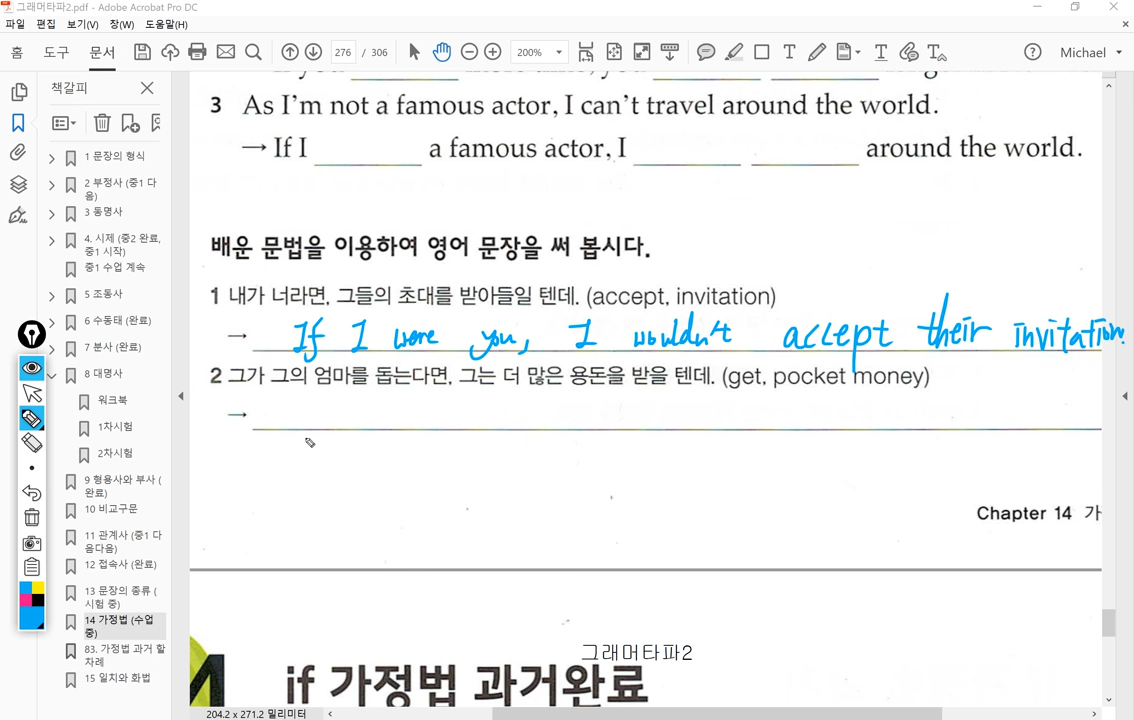 그래머타파2.pdf - Adobe Acrobat Pro DC
파일 편집 보기(V) 창(W) 도움말(H)
홈 도구 문서 276 / 306 200% Michael
책갈피
1 문장의 형식
2 부정사 (중1 다
음)
3 동명사
4. 시제 (중2 완료,
중1 시작)
중1 수업 계속
5 조동사
6 수동태 (완료)
7 분사 (완료)
8 대명사
워크북
1차시험
2차시험
9 형용사와 부사 (
완료)
10 비교구문
11 관계사 (중1 다
음다음)
12 접속사 (완료)
13 문장의 종류 (
시험 중)
14 가정법 (수업
중)
83. 가정법 과거 할
차례
15 일치와 화법
3 As I'm not a famous actor, I can't travel around the world.
→ If I ________ a famous actor, I ________ ________ around the world.
배운 문법을 이용하여 영어 문장을 써 봅시다.
1 내가 너라면, 그들의 초대를 받아들일 텐데. (accept, invitation)
→ If I were you, I wouldn't accept their invitation.
2 그가 그의 엄마를 돕는다면, 그는 더 많은 용돈을 받을 텐데. (get, pocket money)
→
Chapter 14 가
그래머타파2
if 가정법 과거완료
204.2 x 271.2 밀리미터